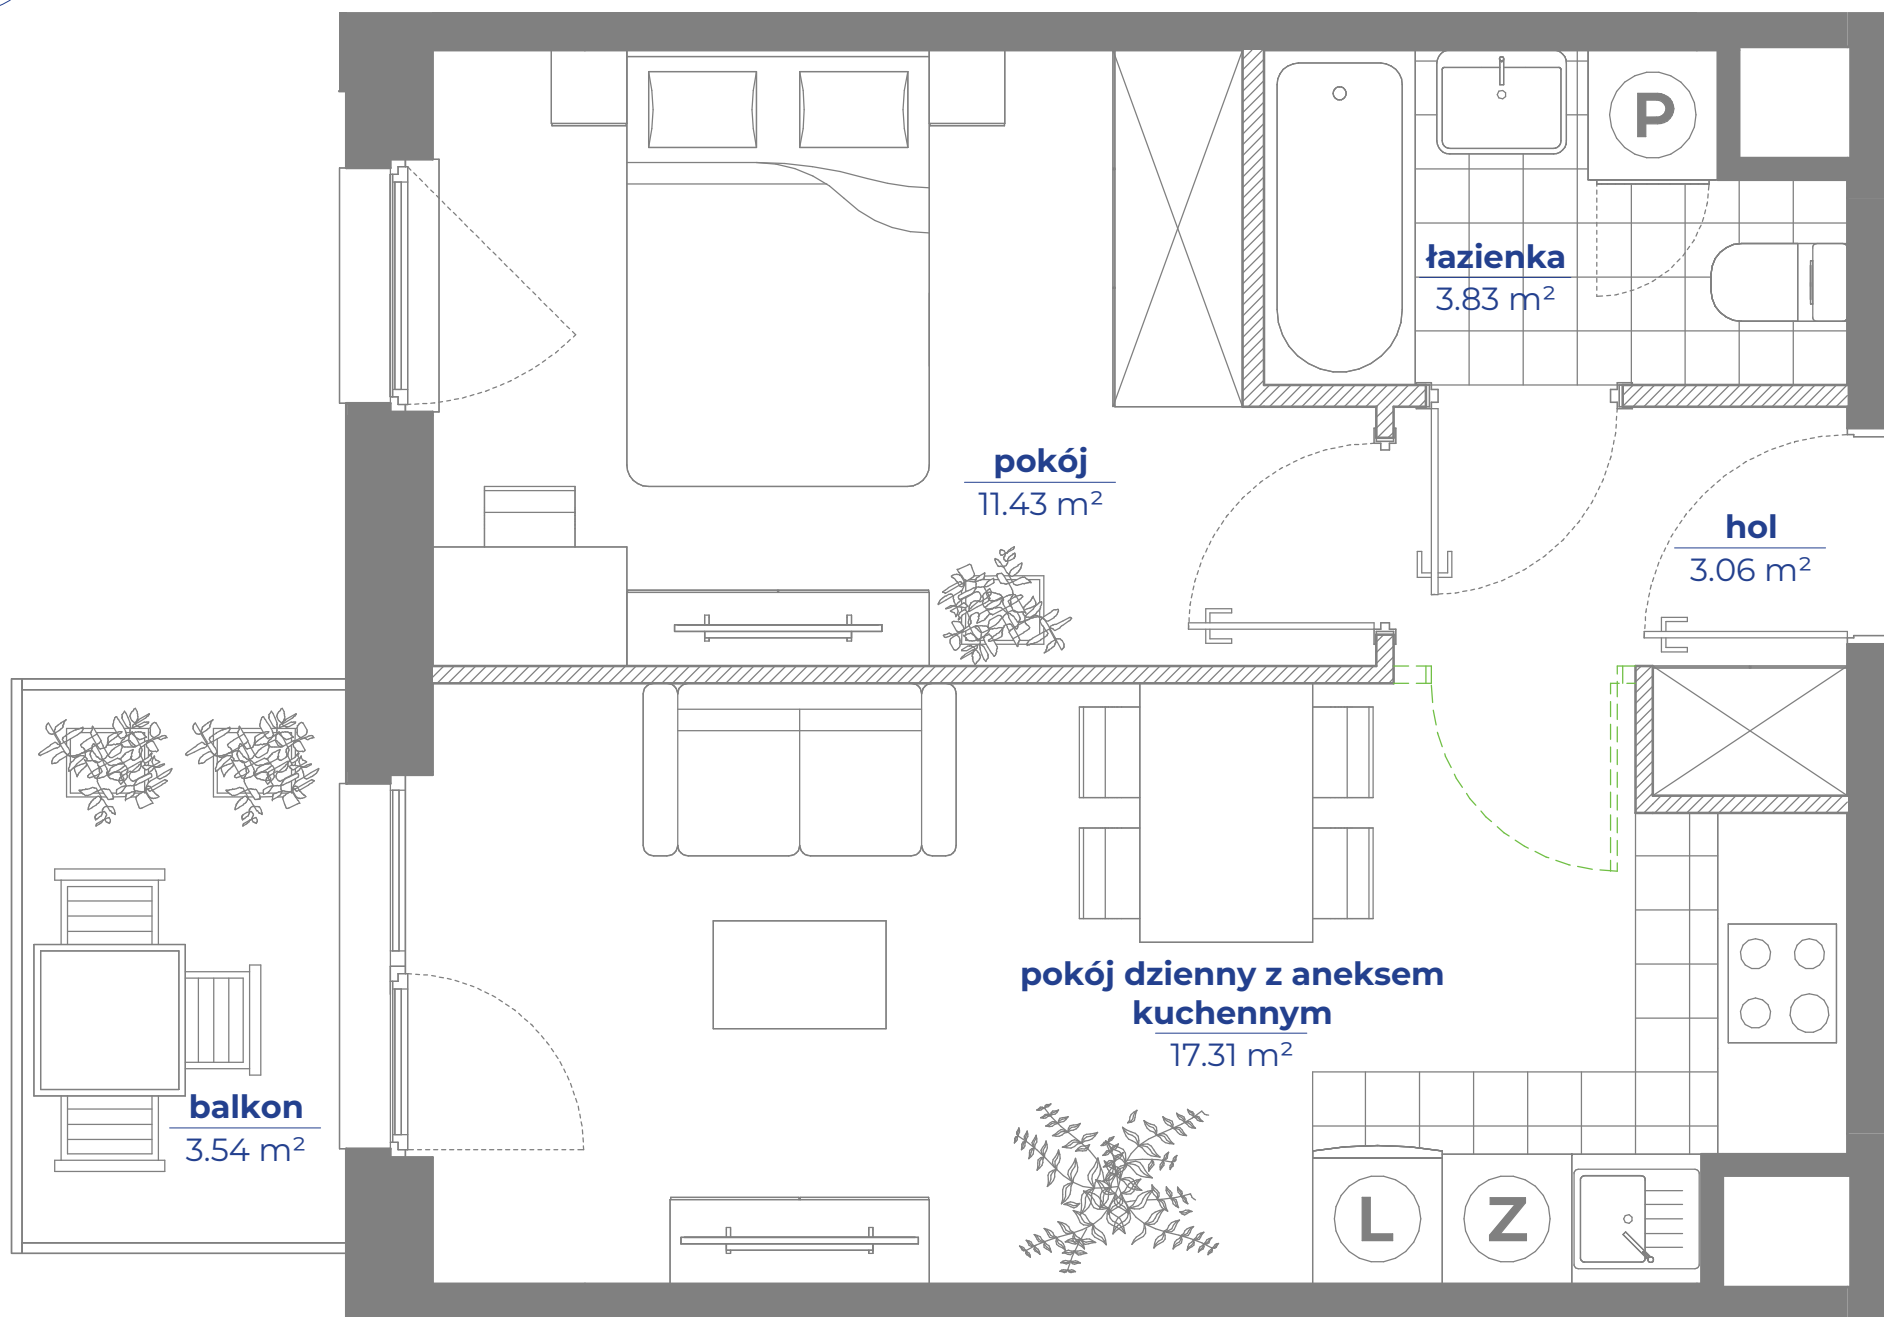 P
łazienka
3.83 m²
pokój
11.43 m²
hol
3.06 m²
pokój dzienny z aneksem
kuchennym
17.31 m²
balkon
3.54 m²
L
Z